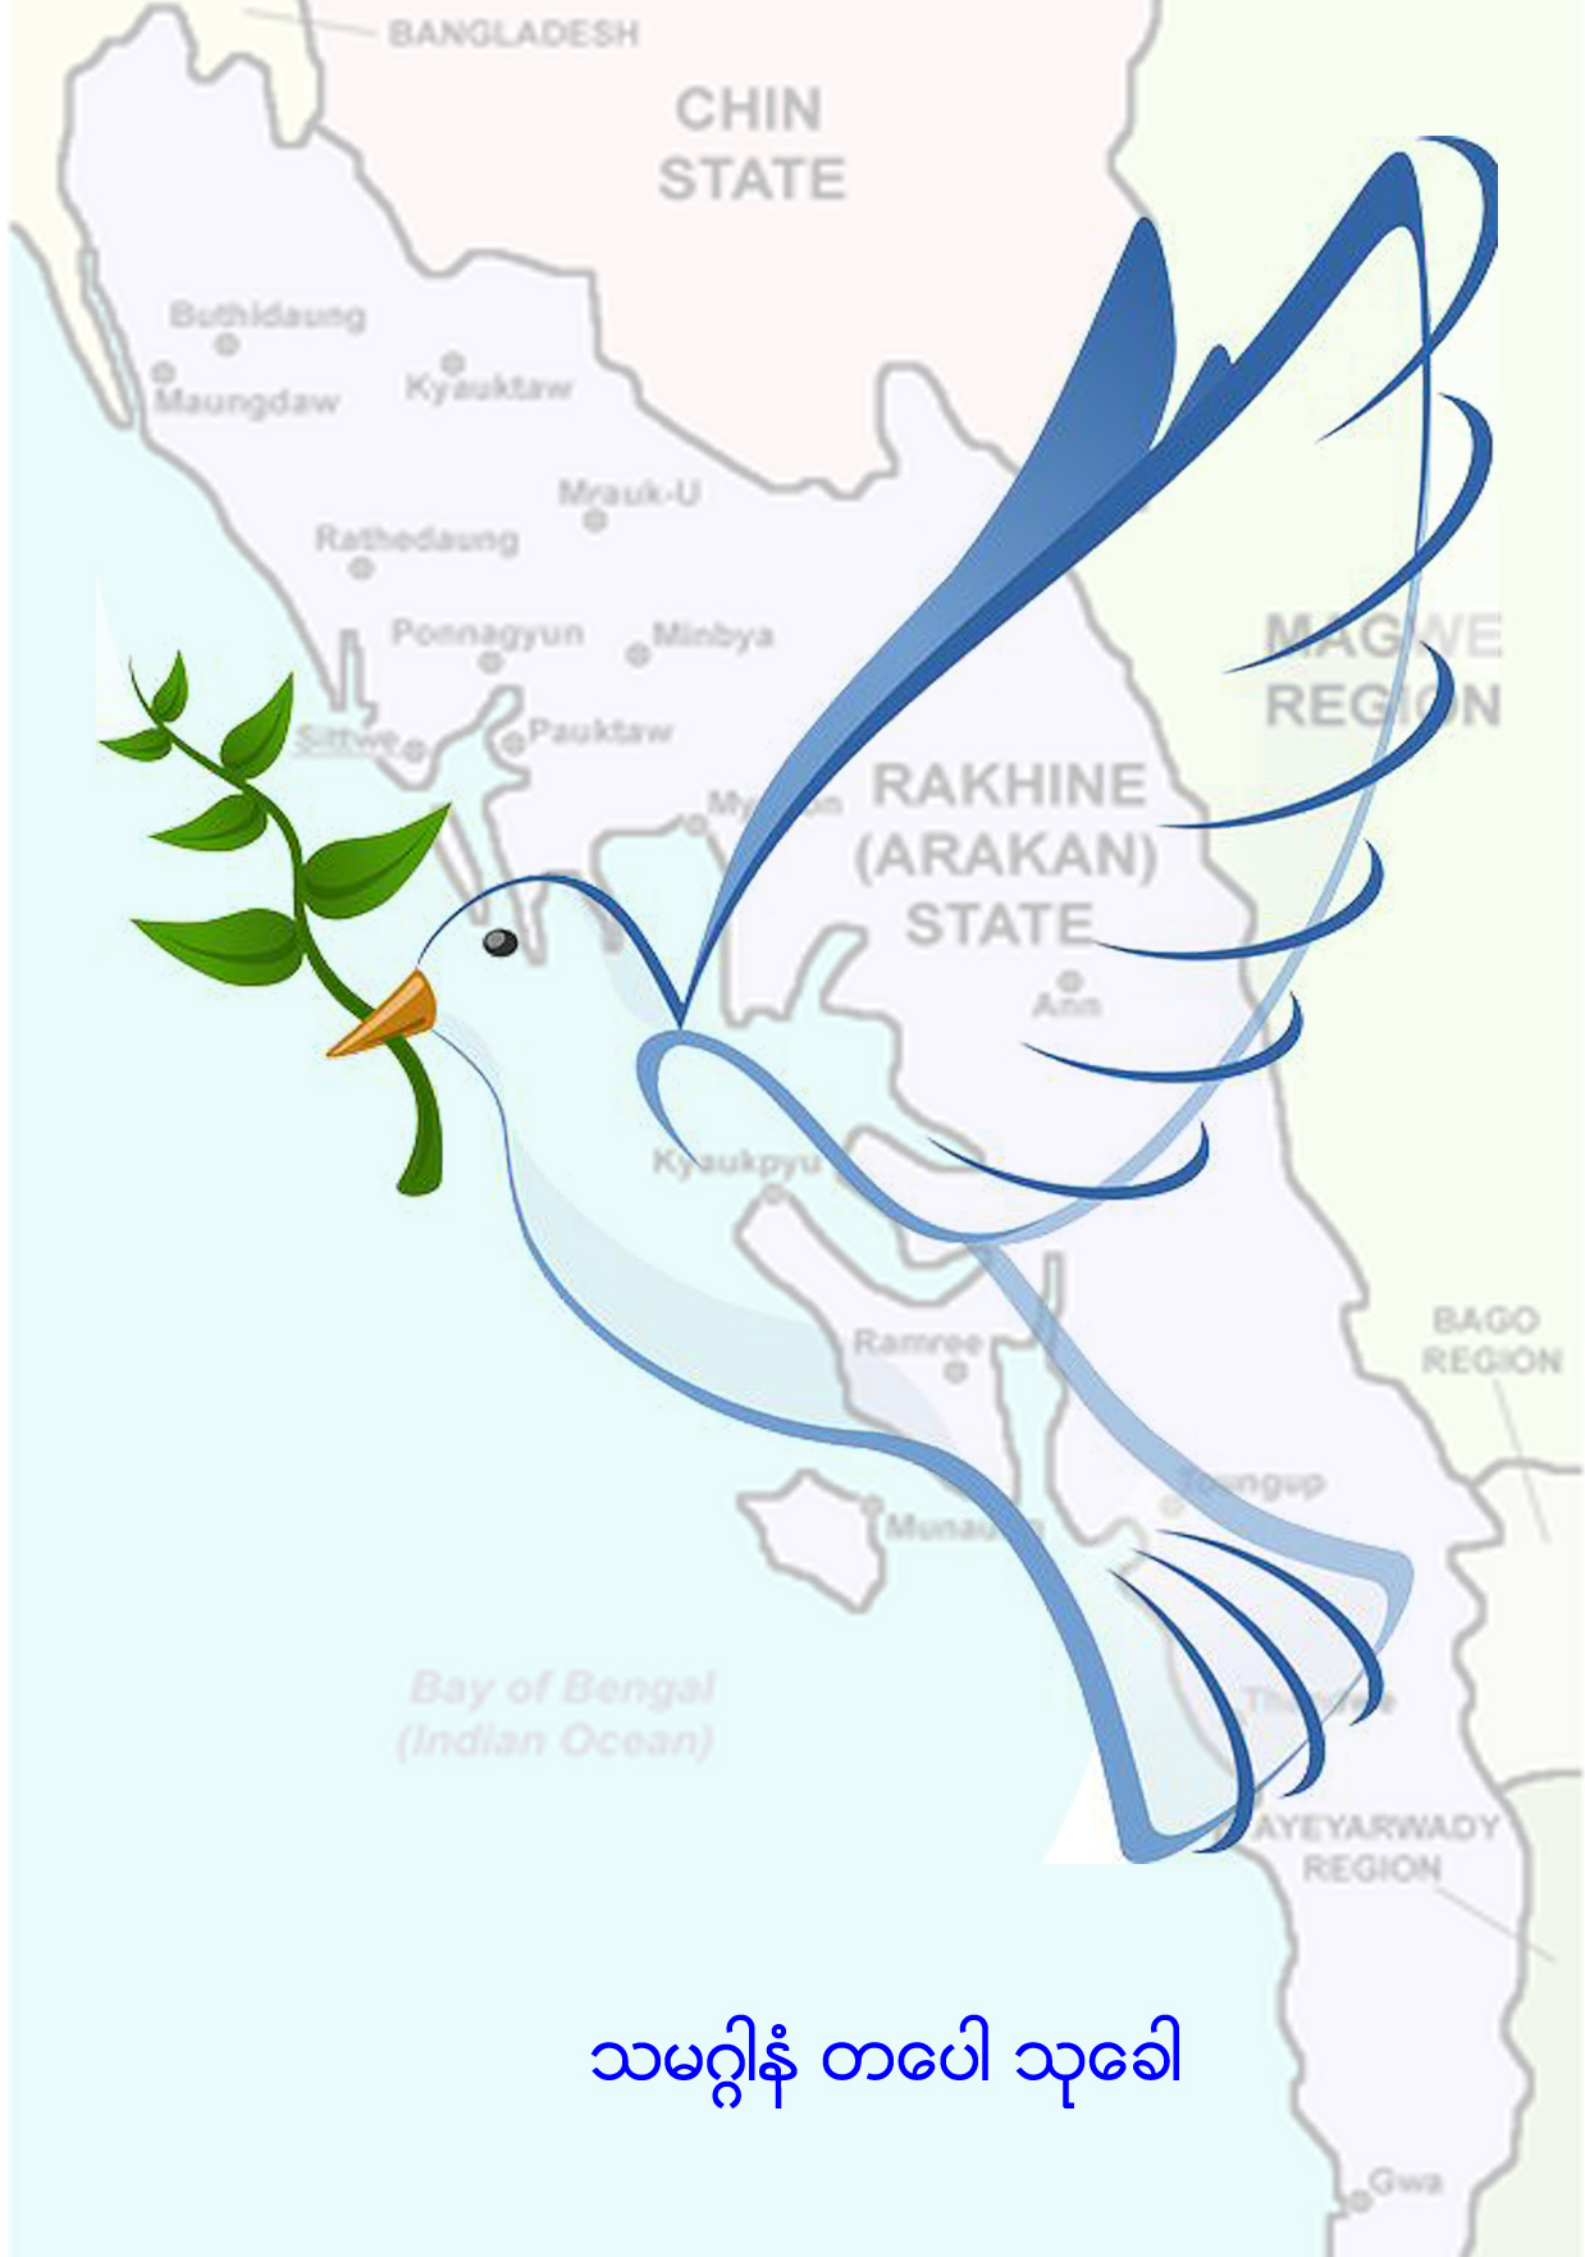 BANGLADESH
CHIN
STATE
Buthidaung
Maungdaw
Kyauktaw
Mrauk-U
Rathedaung
Ponnagyun
Minbya
MAGWE
REGION
Sittwe
Pauktaw
RAKHINE
(ARAKAN)
STATE
Ann
Kyaukpyu
BAGO
REGION
Ramree
Munaung
Bay of Bengal
(Indian Ocean)
AYEYARWADY
REGION
သမဂ္ဂါနံ တပေါ သုခေါ
Gwa